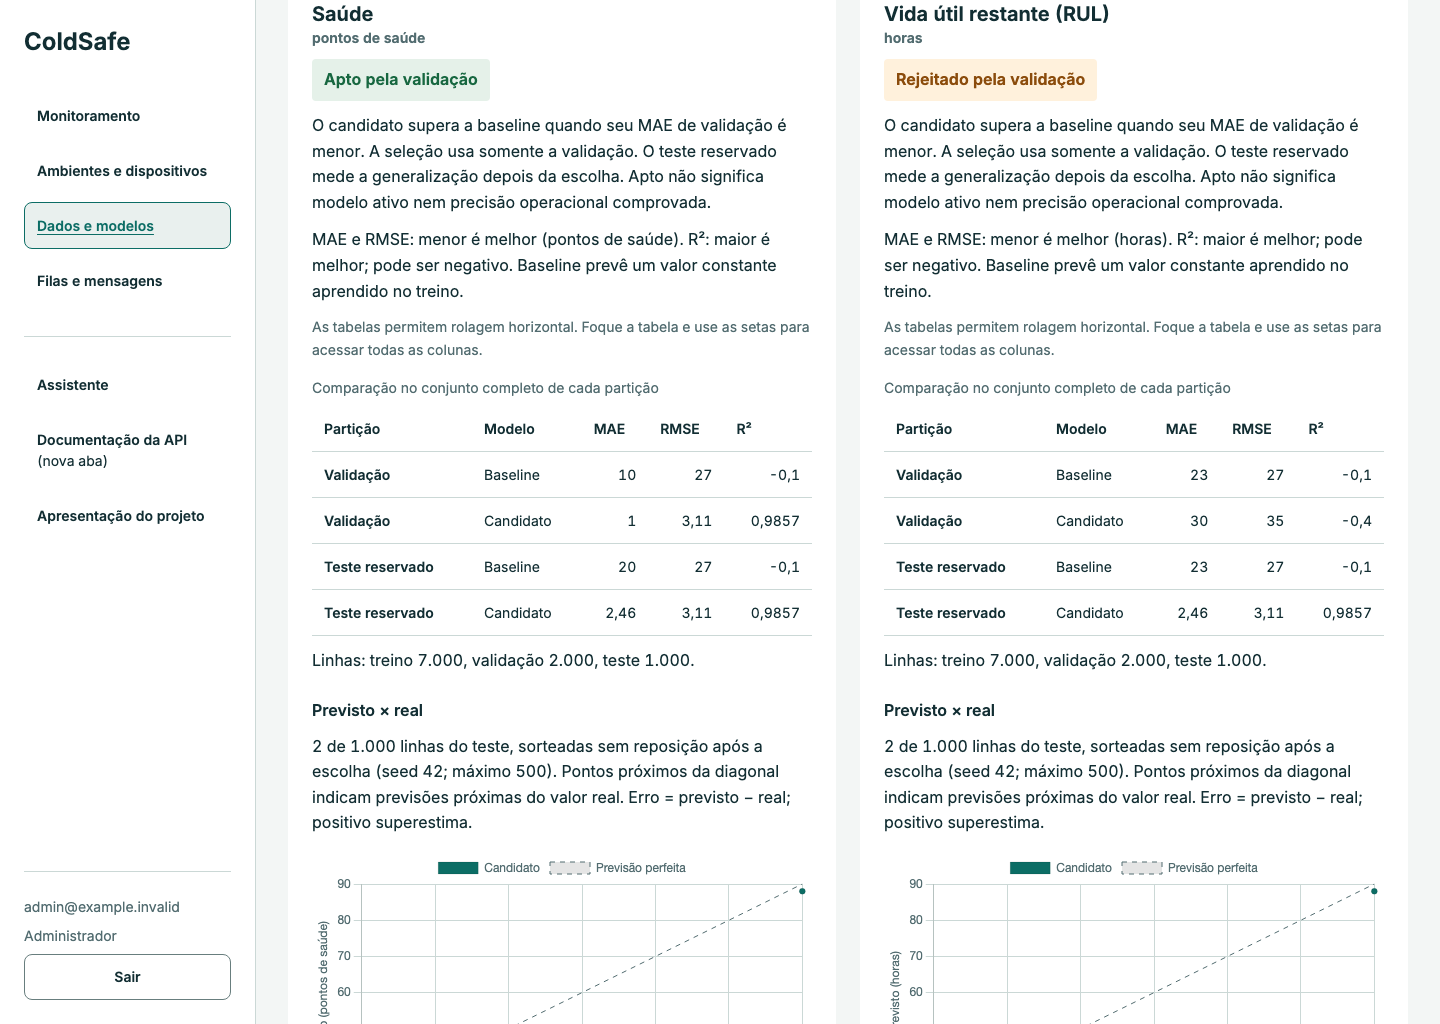 ColdSafe
Monitoramento
Ambientes e dispositivos
Dados e modelos
Filas e mensagens
Assistente
Documentação da API
(nova aba)
Apresentação do projeto
admin@example.invalid
Administrador
Sair
Saúde
pontos de saúde
Apto pela validação
O candidato supera a baseline quando seu MAE de validação é
menor. A seleção usa somente a validação. O teste reservado
mede a generalização depois da escolha. Apto não significa
modelo ativo nem precisão operacional comprovada.
MAE e RMSE: menor é melhor (pontos de saúde). R²: maior é
melhor; pode ser negativo. Baseline prevê um valor constante
aprendido no treino.
As tabelas permitem rolagem horizontal. Foque a tabela e use as setas para
acessar todas as colunas.
Comparação no conjunto completo de cada partição
Partição Modelo MAE RMSE R²
Validação Baseline 10 27 -0,1
Validação Candidato 1 3,11 0,9857
Teste reservado Baseline 20 27 -0,1
Teste reservado Candidato 2,46 3,11 0,9857
Linhas: treino 7.000, validação 2.000, teste 1.000.
Previsto × real
2 de 1.000 linhas do teste, sorteadas sem reposição após a
escolha (seed 42; máximo 500). Pontos próximos da diagonal
indicam previsões próximas do valor real. Erro = previsto − real;
positivo superestima.
Candidato Previsão perfeita
90
80
70
60
(pontos de saúde)
Vida útil restante (RUL)
horas
Rejeitado pela validação
O candidato supera a baseline quando seu MAE de validação é
menor. A seleção usa somente a validação. O teste reservado
mede a generalização depois da escolha. Apto não significa
modelo ativo nem precisão operacional comprovada.
MAE e RMSE: menor é melhor (horas). R²: maior é melhor; pode
ser negativo. Baseline prevê um valor constante aprendido no
treino.
As tabelas permitem rolagem horizontal. Foque a tabela e use as setas para
acessar todas as colunas.
Comparação no conjunto completo de cada partição
Partição Modelo MAE RMSE R²
Validação Baseline 23 27 -0,1
Validação Candidato 30 35 -0,4
Teste reservado Baseline 23 27 -0,1
Teste reservado Candidato 2,46 3,11 0,9857
Linhas: treino 7.000, validação 2.000, teste 1.000.
Previsto × real
2 de 1.000 linhas do teste, sorteadas sem reposição após a
escolha (seed 42; máximo 500). Pontos próximos da diagonal
indicam previsões próximas do valor real. Erro = previsto − real;
positivo superestima.
Candidato Previsão perfeita
90
80
70
60
(horas)